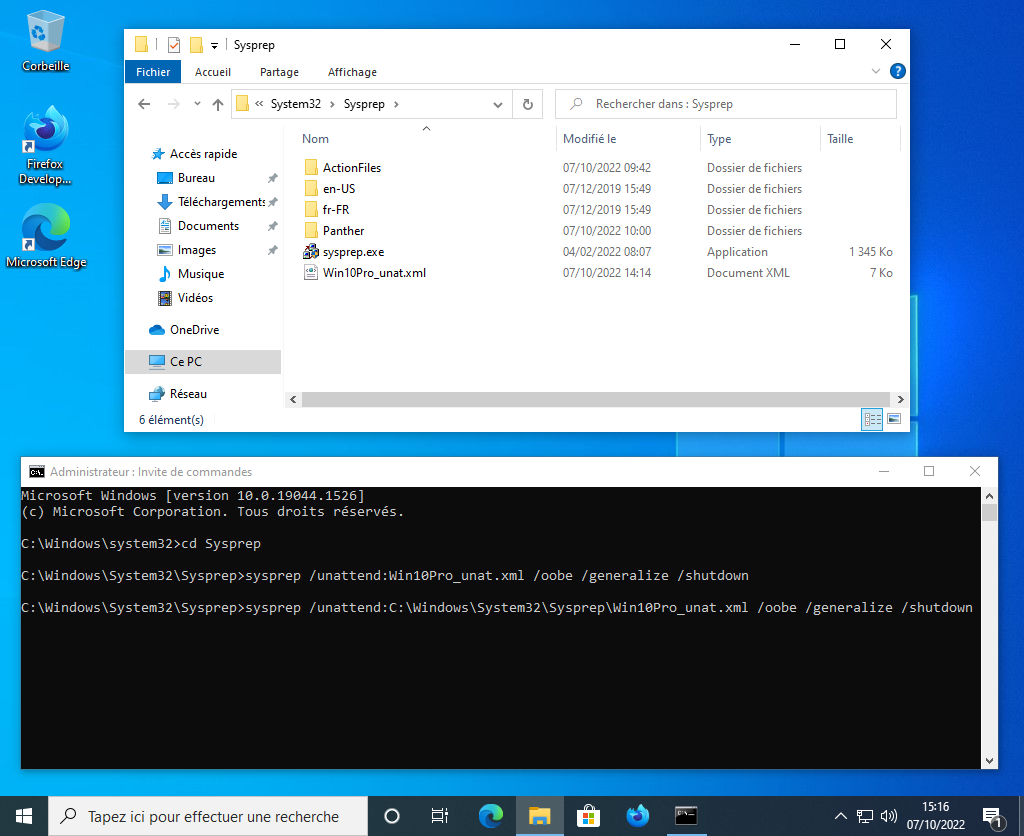 Corbeille
Firefox
Develop...
Microsoft Edge
Sysprep
Fichier
Accueil
Partage
Affichage
?
« System32 › Sysprep ›
Rechercher dans : Sysprep
Accès rapide
Bureau
Téléchargements
Documents
Images
Musique
Vidéos
OneDrive
Ce PC
Réseau
Nom Modifié le Type Taille
ActionFiles 07/10/2022 09:42 Dossier de fichiers
en-US 07/12/2019 15:49 Dossier de fichiers
fr-FR 07/12/2019 15:49 Dossier de fichiers
Panther 07/10/2022 10:00 Dossier de fichiers
sysprep.exe 04/02/2022 08:07 Application 1 345 Ko
Win10Pro_unat.xml 07/10/2022 14:14 Document XML 7 Ko
6 élément(s)
C:\.
Administrateur : Invite de commandes
Microsoft Windows [version 10.0.19044.1526]
(c) Microsoft Corporation. Tous droits réservés.
C:\Windows\system32>cd Sysprep
C:\Windows\System32\Sysprep>sysprep /unattend:Win10Pro_unat.xml /oobe /generalize /shutdown
C:\Windows\System32\Sysprep>sysprep /unattend:C:\Windows\System32\Sysprep\Win10Pro_unat.xml /oobe /generalize /shutdown
Tapez ici pour effectuer une recherche
15:16
07/10/2022
1